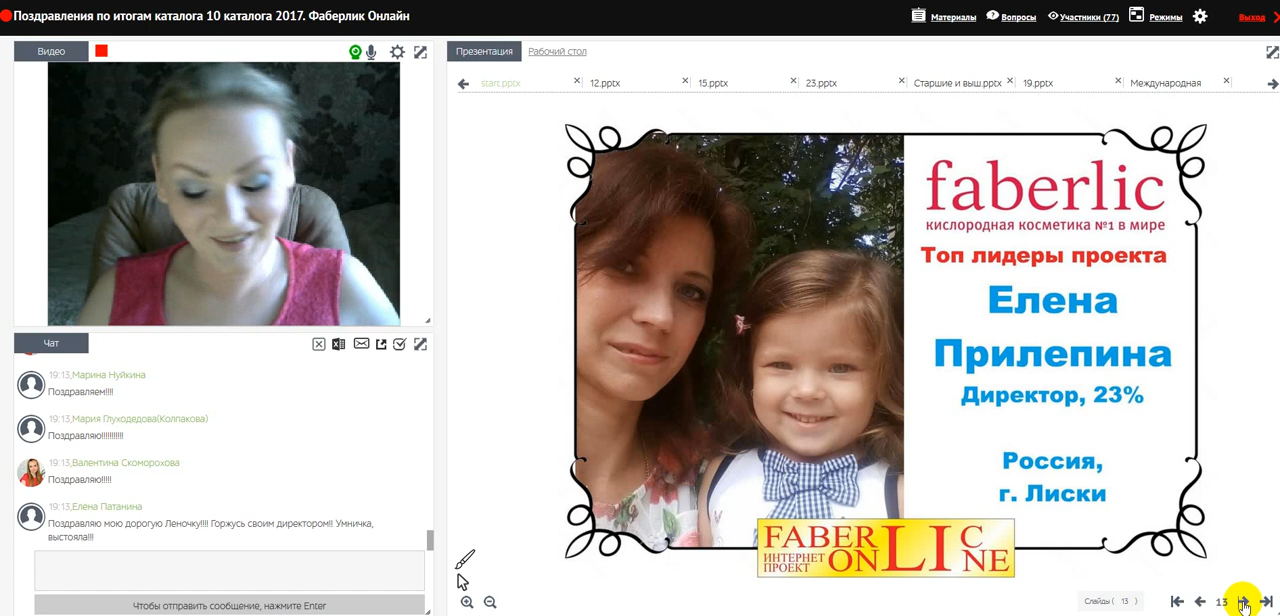 Поздравления по итогам каталога 10 каталога 2017. Фаберлик Онлайн
Материалы
Вопросы
Участники (77)
Режимы
Выход
Видео
Презентация
Рабочий стол
start.pptx
12.pptx
15.pptx
23.pptx
Старшие и выш.pptx
19.pptx
Международная
faberlic
кислородная косметика №1 в мире
Топ лидеры проекта
Елена
Прилепина
Директор, 23%
Россия,
г. Лиски
FABERLIC
ИНТЕРНЕТ
ПРОЕКТ
ONLINE
Чат
19:13,Марина Нуйкина
Поздравляем!!!!
19:13,Мария Глуходедова(Колпакова)
Поздравляю!!!!!!!!!!!
19:13,Валентина Скоморохова
Поздравляю!!!!!
19:13,Елена Патанина
Поздравляю мою дорогую Леночку!!!! Горжусь своим директором!! Умничка,
выстояла!!!
Чтобы отправить сообщение, нажмите Enter
Слайды ( 13 )
13